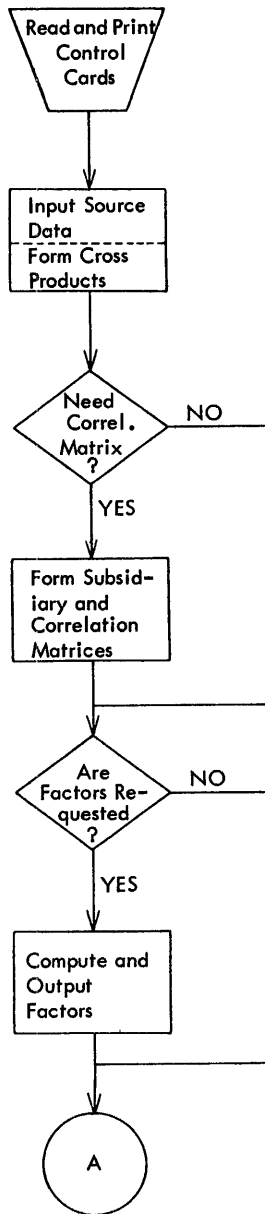 Read and Print
Control
Cards
Input Source
Data
Form Cross
Products
Need
Correl.
Matrix
?
NO
YES
Form Subsid-
iary and
Correlation
Matrices
Are
Factors Re-
quested
?
NO
YES
Compute and
Output
Factors
A